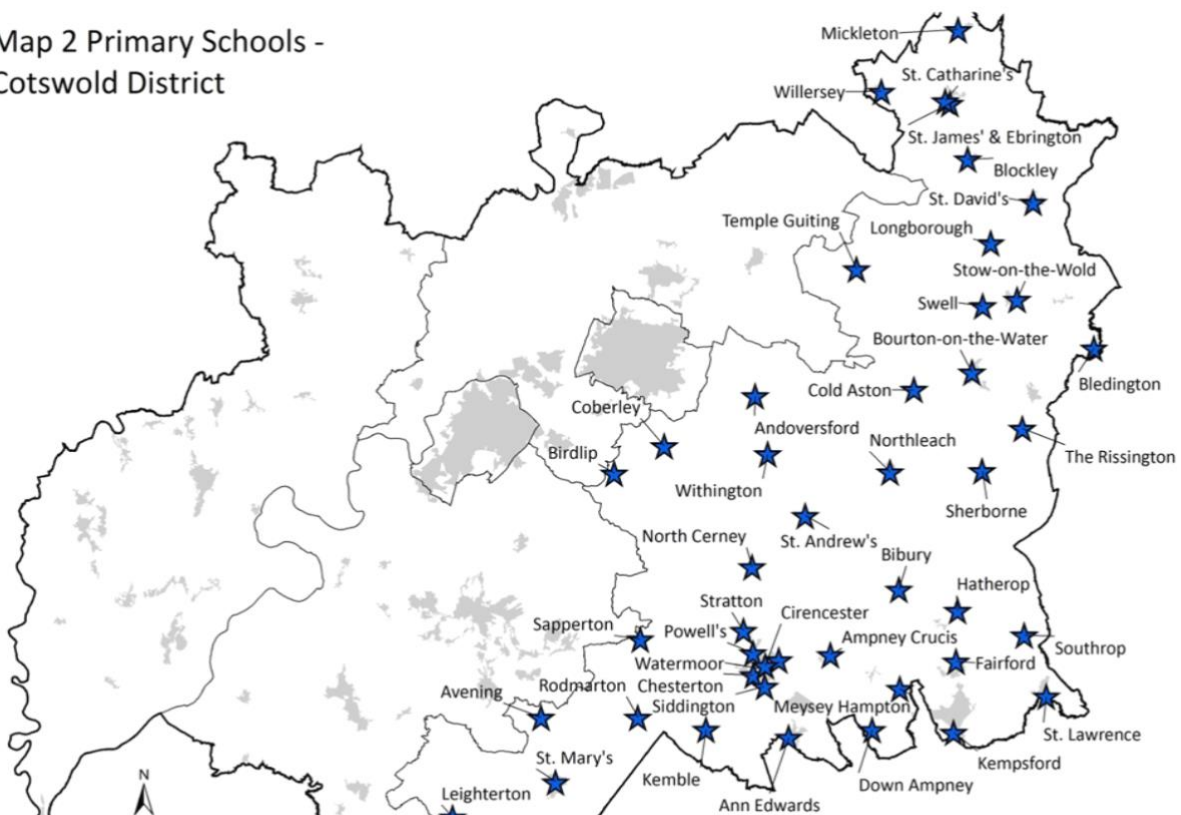 Map 2 Primary Schools -
Cotswold District
Mickleton
St. Catharine's
Willersey
St. James' & Ebrington
Blockley
St. David's
Temple Guiting
Longborough
Stow-on-the-Wold
Swell
Bourton-on-the-Water
Bledington
Cold Aston
Coberley
Andoversford
Northleach
Birdlip
The Rissington
Withington
Sherborne
North Cerney
St. Andrew's
Bibury
Hatherop
Stratton
Cirencester
Sapperton
Powell's
Ampney Crucis
Southrop
Watermoor
Fairford
Avening
Rodmarton
Chesterton
Siddington
Meysey Hampton
St. Lawrence
St. Mary's
Kempsford
Kemble
Down Ampney
N
Leighterton
Ann Edwards